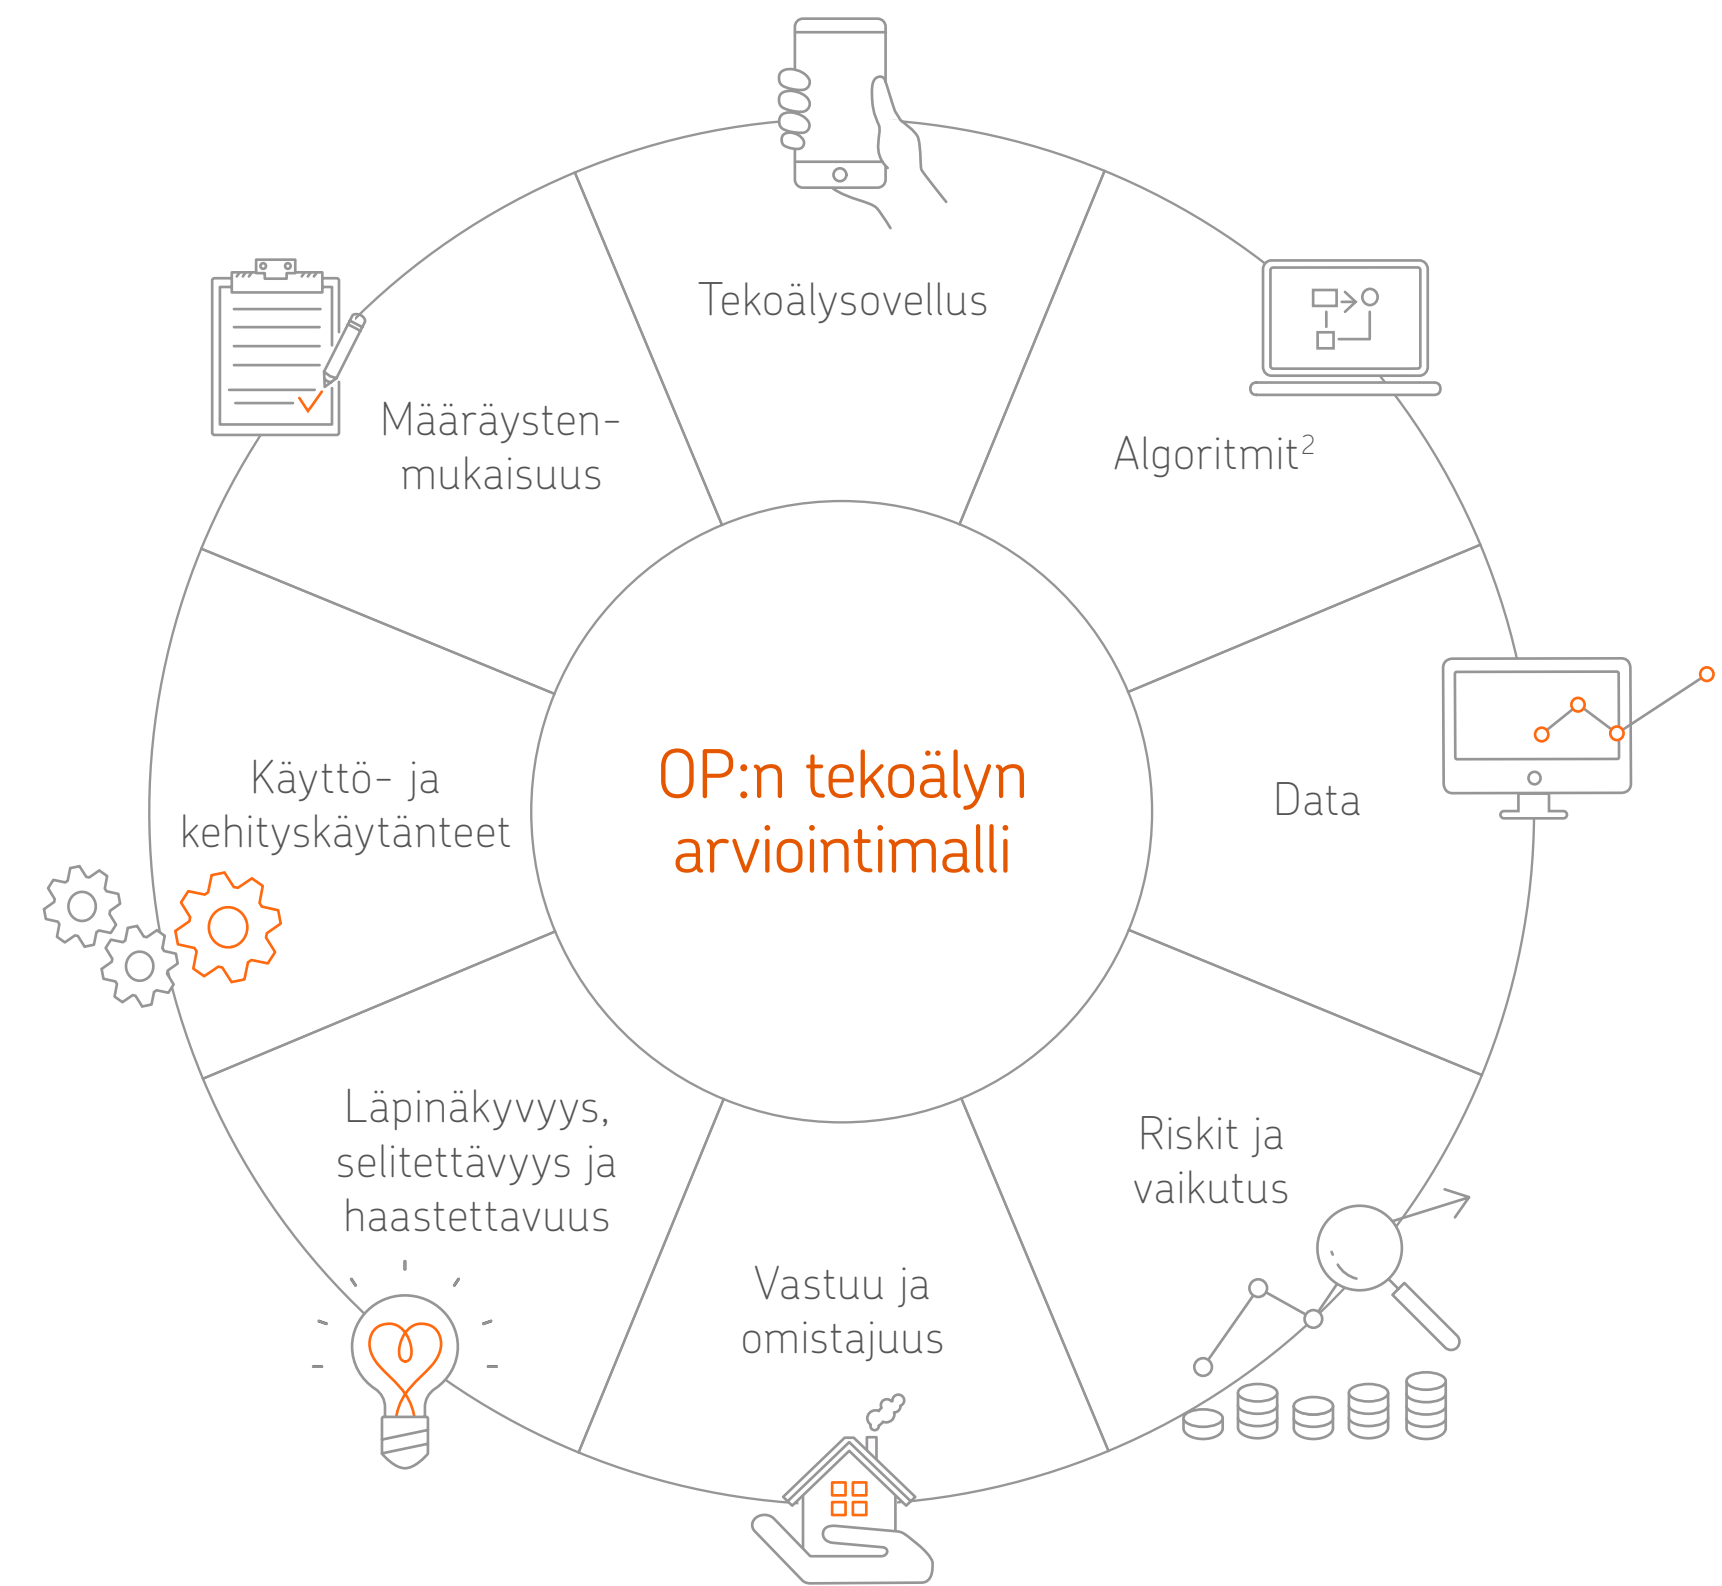 Tekoälysovellus
Algoritmit²
Data
Riskit ja
vaikutus
Vastuu ja
omistajuus
Läpinäkyvyys,
selitettävyys ja
haastettavuus
Käyttö- ja
kehityskäytänteet
Määräysten-
mukaisuus
OP:n tekoälyn
arviointimalli